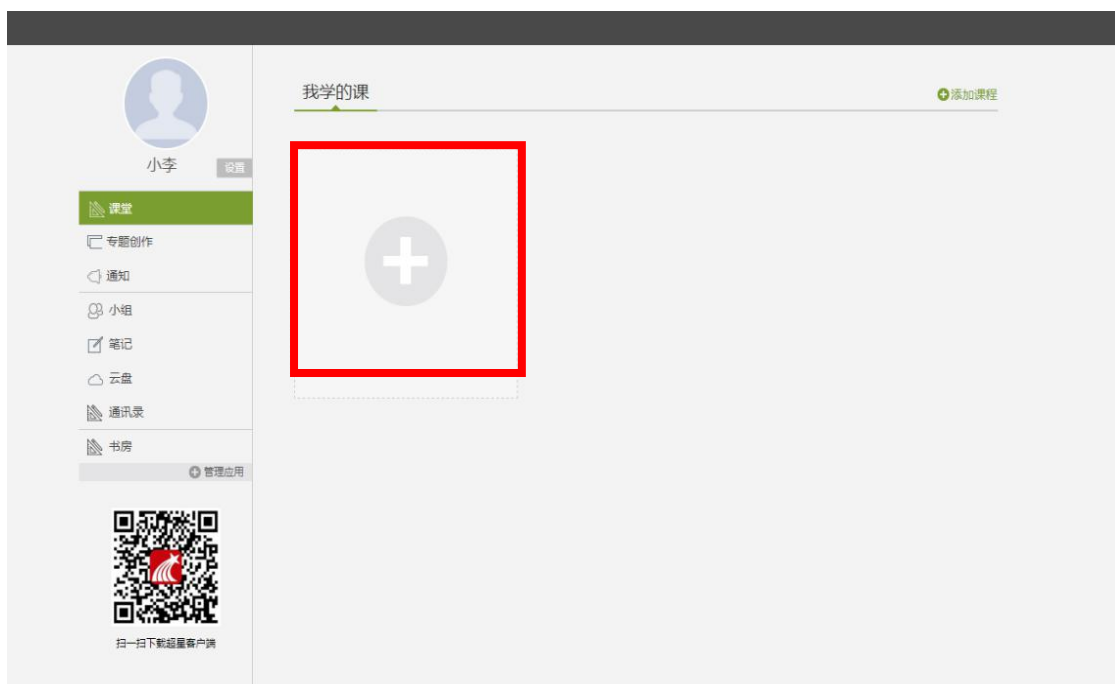 小李
设置
课堂
专题创作
通知
小组
笔记
云盘
通讯录
书房
管理应用
扫一扫下载超星客户端
我学的课
添加课程